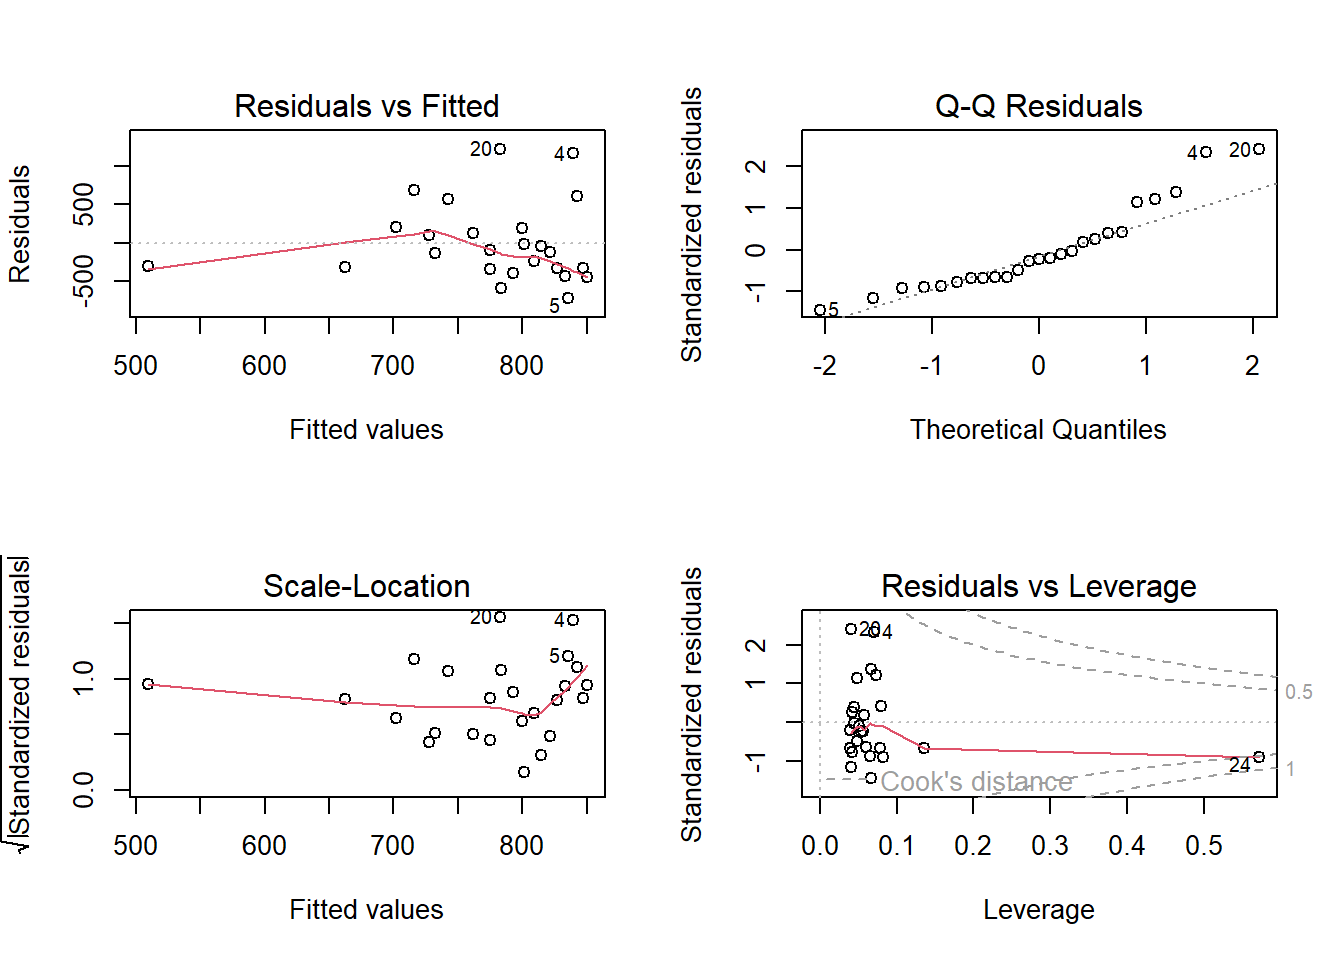 Residuals vs Fitted
Residuals
500
-500
20
4
5
500 600 700 800
Fitted values
Q-Q Residuals
Standardized residuals
2
1
0
-1
4
20
5
-2 -1 0 1 2
Theoretical Quantiles
Scale-Location
√|Standardized residuals|
1.0
0.0
20
4
5
500 600 700 800
Fitted values
Residuals vs Leverage
Standardized residuals
2
1
-1
20
4
0.5
24
1
Cook's distance
0.0 0.1 0.2 0.3 0.4 0.5
Leverage